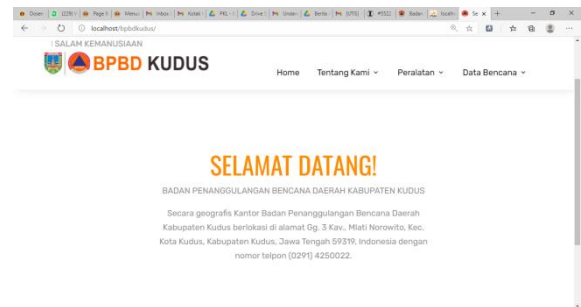 localhost/bpbdkudus/
SALAM KEMANUSIAAN
BPBD KUDUS
Home Tentang Kami Peralatan Data Bencana
SELAMAT DATANG!
BADAN PENANGGULANGAN BENCANA DAERAH KABUPATEN KUDUS
Secara geografis Kantor Badan Penanggulangan Bencana Daerah
Kabupaten Kudus berlokasi di alamat Gg. 3 Kav., Mlati Norowito, Kec.
Kota Kudus, Kabupaten Kudus, Jawa Tengah 59319, Indonesia dengan
nomor telpon (0291) 4250022.